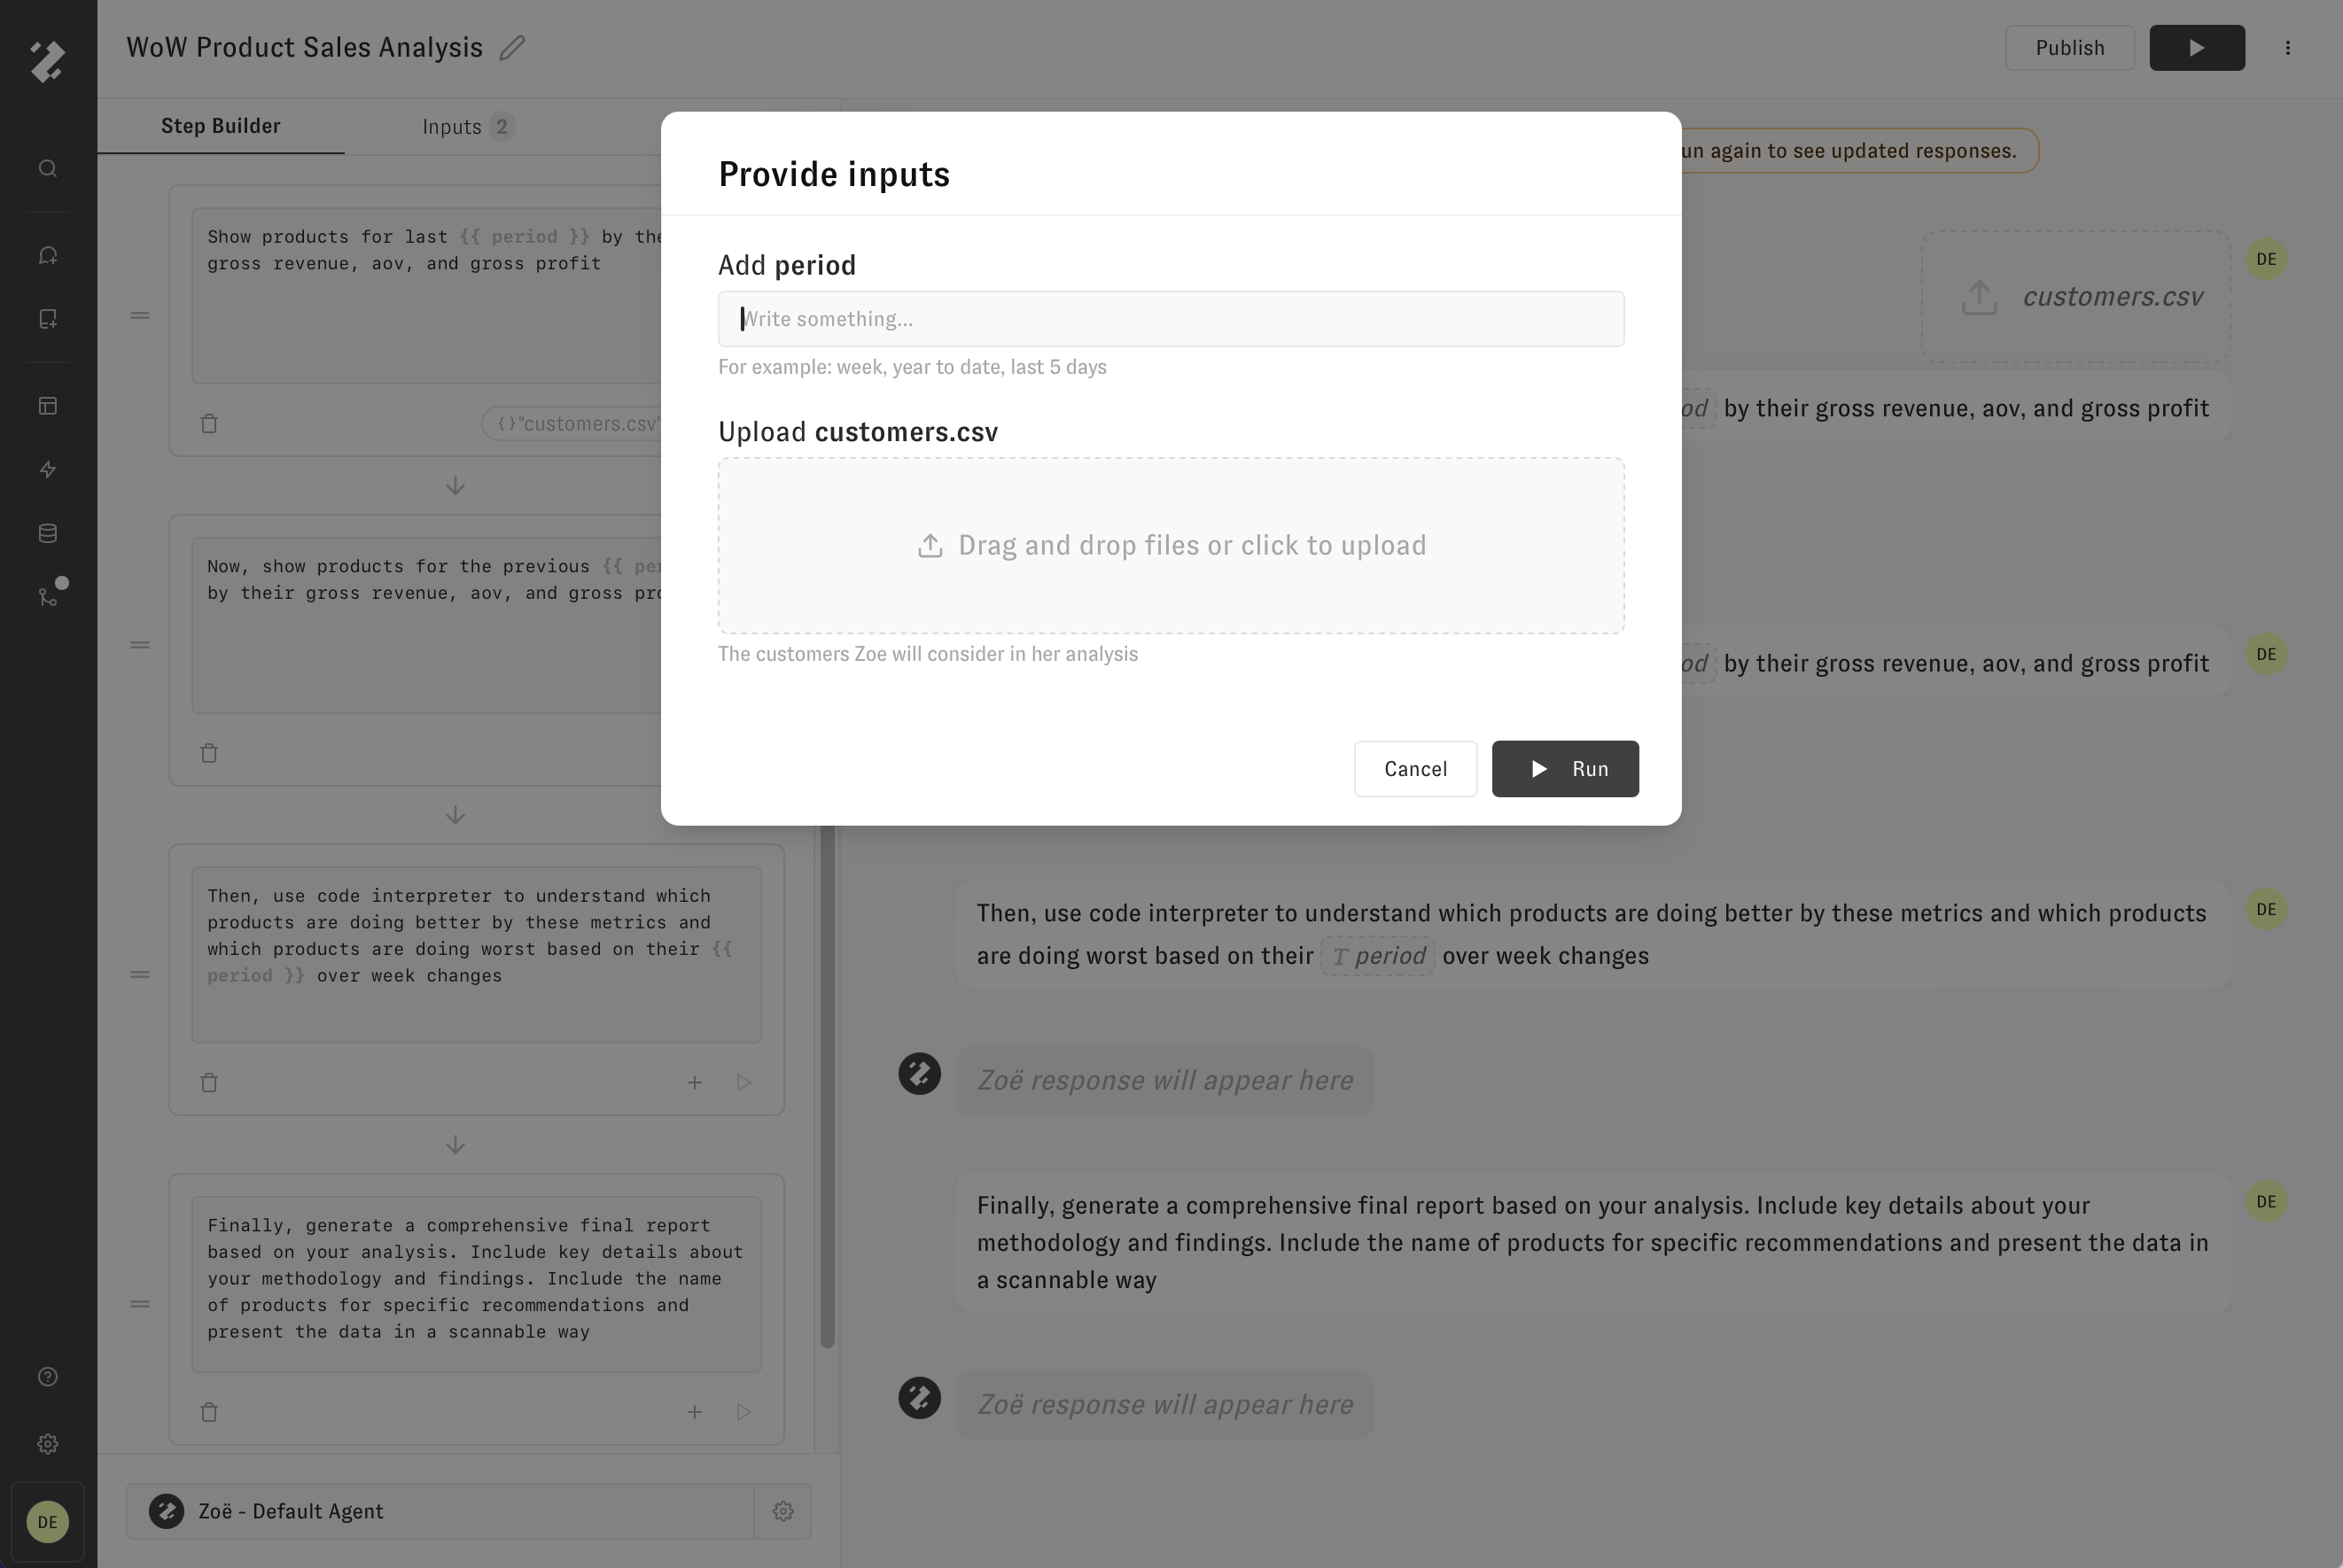 WoW Product Sales Analysis
Publish
Step Builder
Inputs 2
un again to see updated responses.
Show products for last {{ period }} by the
gross revenue, aov, and gross profit
{} "customers.csv"
Now, show products for the previous {{ pe
by their gross revenue, aov, and gross pr
Then, use code interpreter to understand which
products are doing better by these metrics and
which products are doing worst based on their {{
period }} over week changes
Finally, generate a comprehensive final report
based on your analysis. Include key details about
your methodology and findings. Include the name
of products for specific recommendations and
present the data in a scannable way
Zoë - Default Agent
DE
Provide inputs
Add period
Write something...
For example: week, year to date, last 5 days
Upload customers.csv
Drag and drop files or click to upload
The customers Zoe will consider in her analysis
Cancel
Run
customers.csv
DE
od by their gross revenue, aov, and gross profit
od by their gross revenue, aov, and gross profit
DE
Then, use code interpreter to understand which products are doing better by these metrics and which products
are doing worst based on their T period over week changes
DE
Zoë response will appear here
Finally, generate a comprehensive final report based on your analysis. Include key details about your
methodology and findings. Include the name of products for specific recommendations and present the data in
a scannable way
DE
Zoë response will appear here